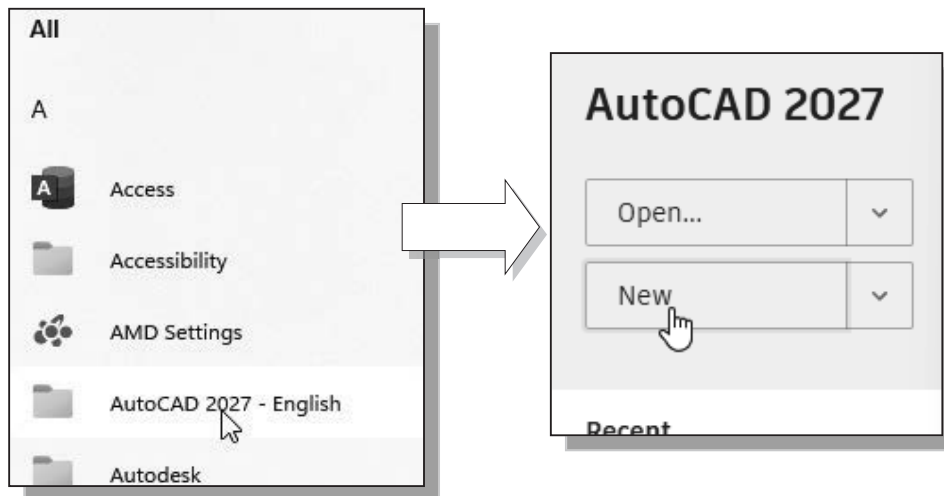 All
A
A
Access
Accessibility
AMD Settings
AutoCAD 2027 - English
Autodesk
AutoCAD 2027
Open...
New
Recent